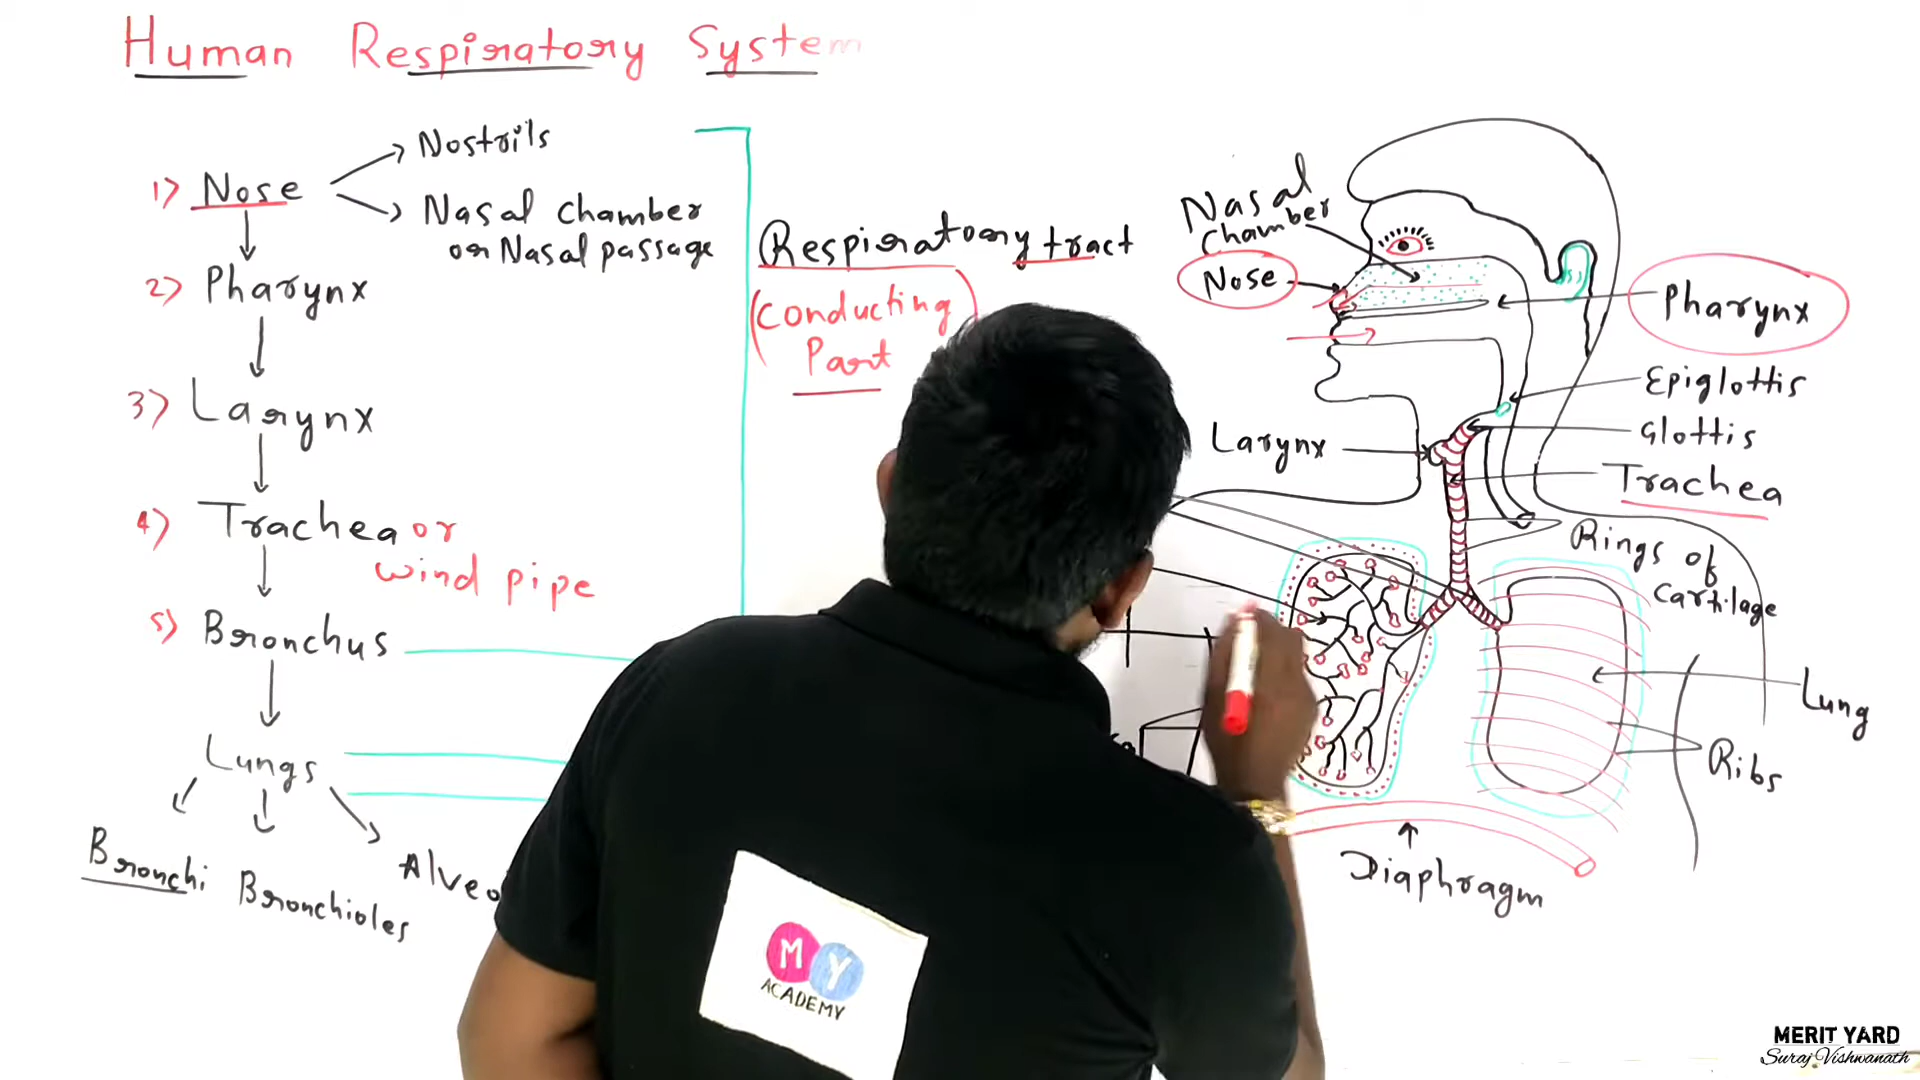 Human Respiratory System
1) Nose
Nostrils
Nasal chamber
or Nasal passage
2) Pharynx
3) Larynx
4) Trachea or
wind pipe
5) Bronchus
Lungs
Bronchi
Bronchioles
Respiratory tract
(Conducting
Part
Nasal
chamber
Nose
Pharynx
Epiglottis
Glottis
Larynx
Trachea
Rings of
Cartilage
Lung
Ribs
Diaphragm
MY
ACADEMY
MERIT YARD
Suraj Vishwanath